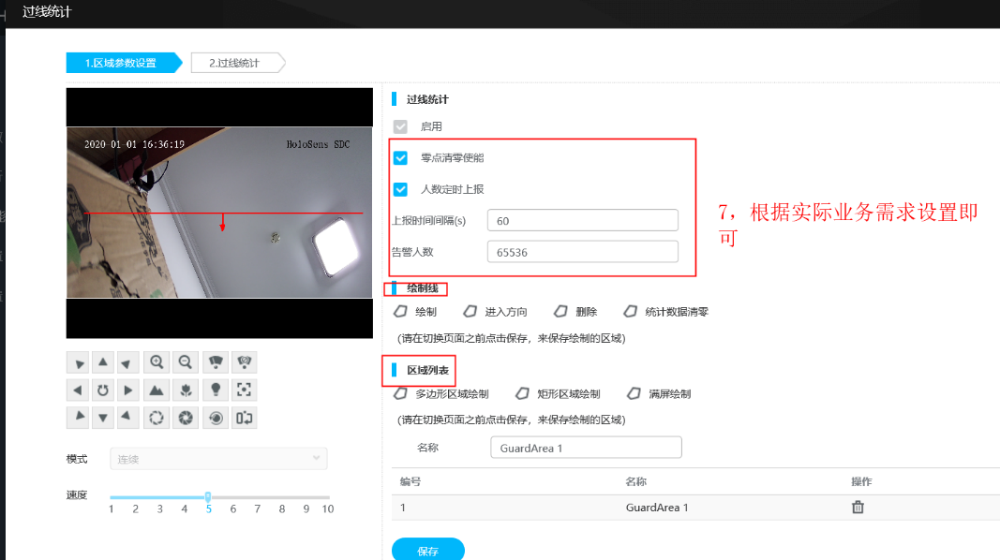 过线统计
1.区域参数设置
2.过线统计
2020-01-01 16:36:19
HoloSens SDC
模式
连续
速度
1 2 3 4 5 6 7 8 9 10
过线统计
启用
零点清零使能
人数定时上报
上报时间间隔(s)
60
告警人数
65536
7，根据实际业务需求设置即
可
绘制线
绘制 进入方向 删除 统计数据清零
(请在切换页面之前点击保存，来保存绘制的区域)
区域列表
多边形区域绘制 矩形区域绘制 满屏绘制
(请在切换页面之前点击保存，来保存绘制的区域)
名称
GuardArea 1
编号 名称 操作
1 GuardArea 1
保存